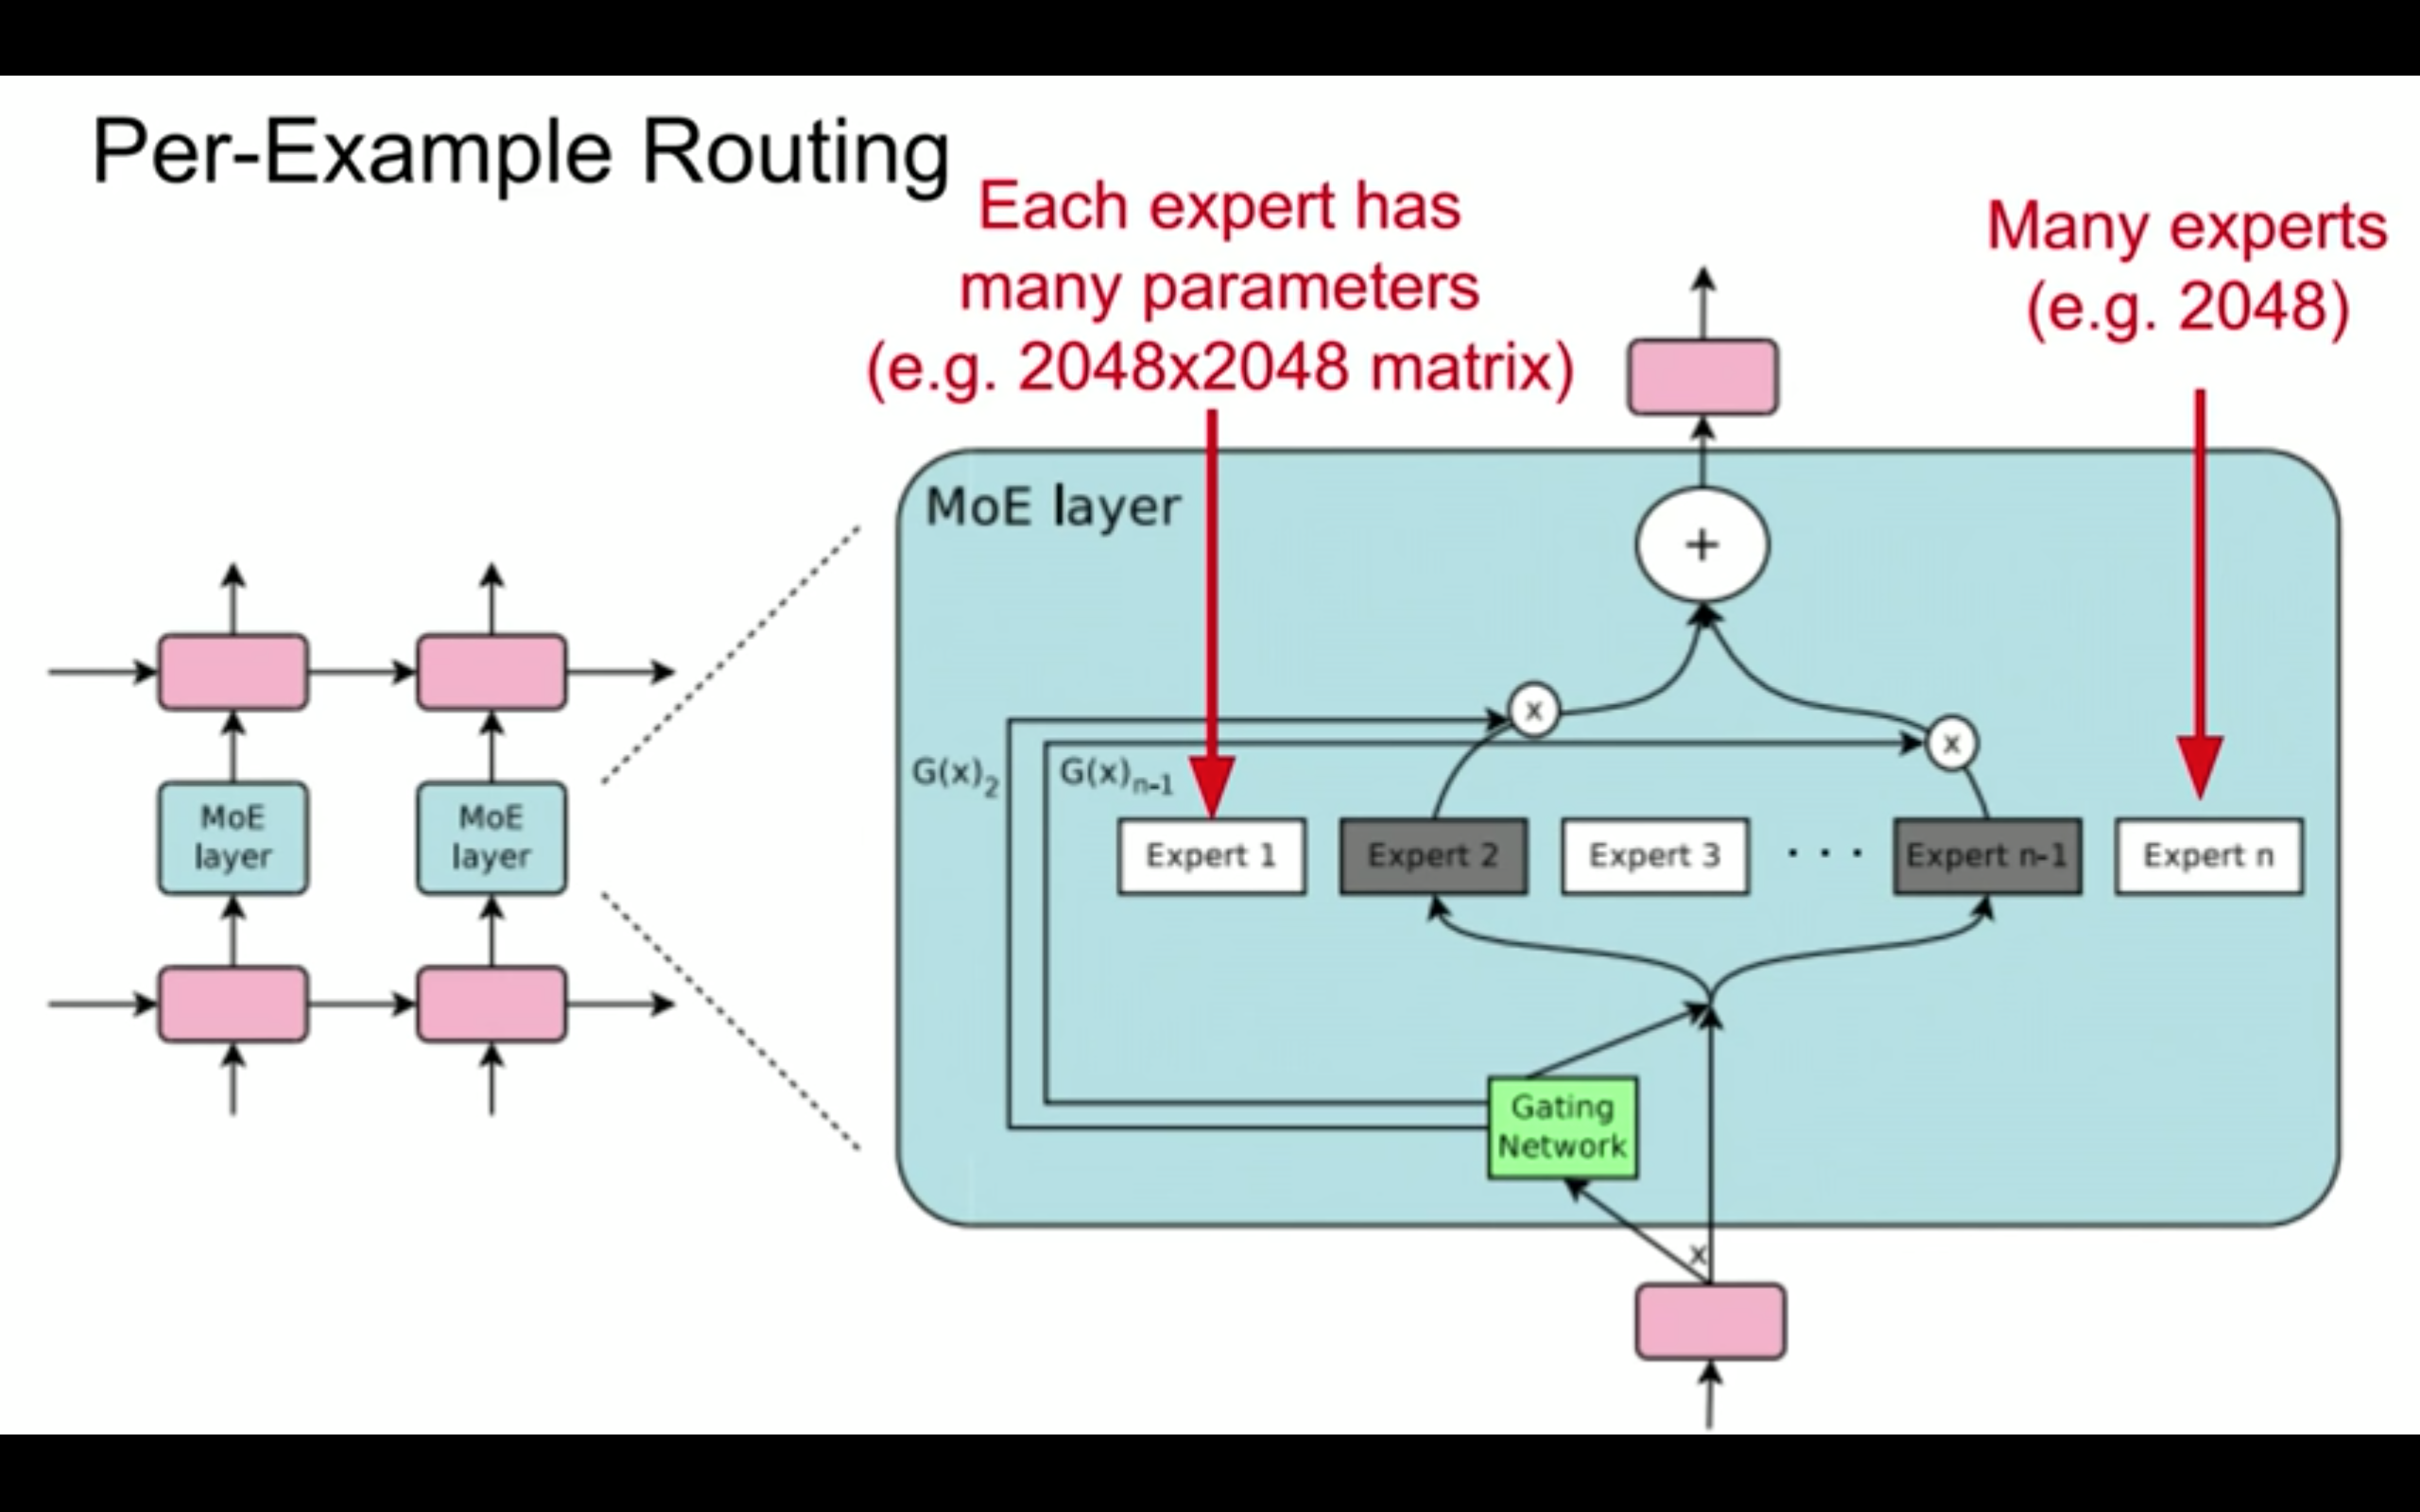 Per-Example Routing
Each expert has
many parameters
(e.g. 2048x2048 matrix)
Many experts
(e.g. 2048)
MoE layer
+
x
x
G(x)2
G(x)n-1
MoE
layer
MoE
layer
Expert 1
Expert 2
Expert 3
. . .
Expert n-1
Expert n
Gating
Network
x